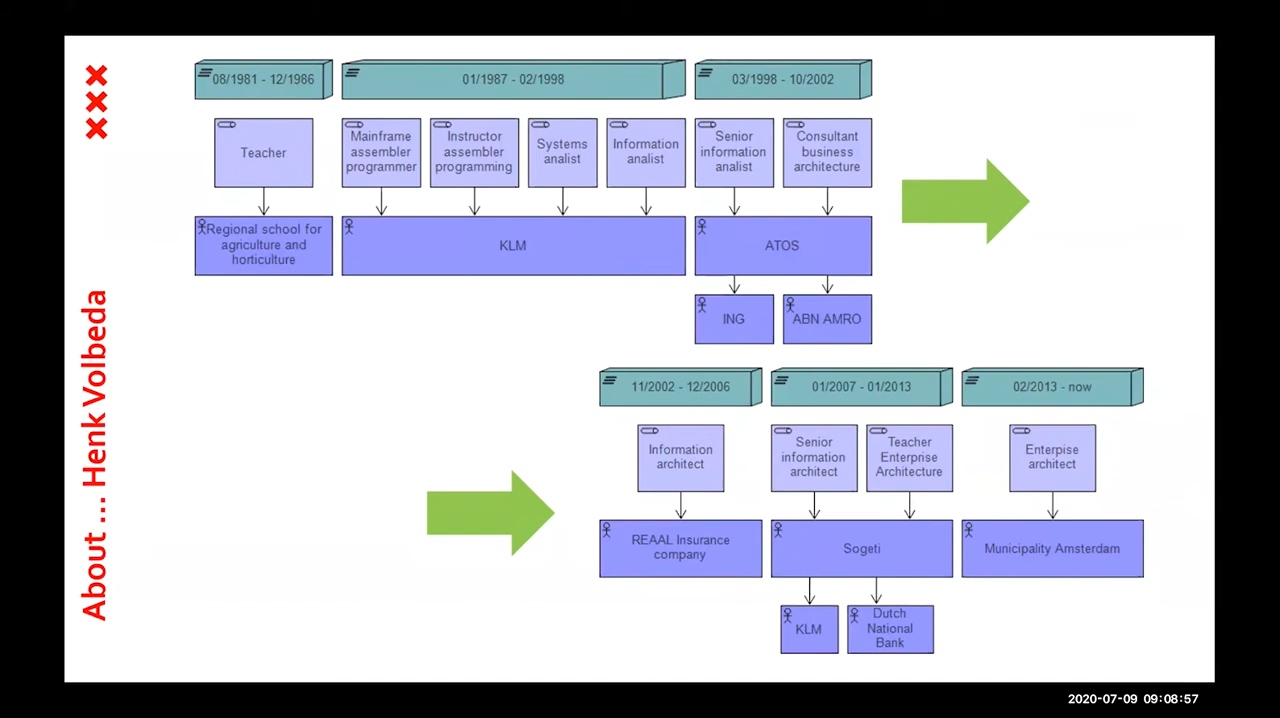 About ... Henk Volbeda
08/1981 - 12/1986
01/1987 - 02/1998
03/1998 - 10/2002
Teacher
Mainframe
assembler
programmer
Instructor
assembler
programming
Systems
analist
Information
analist
Senior
information
analist
Consultant
business
architecture
Regional school for
agriculture and
horticulture
KLM
ATOS
ING
ABN AMRO
11/2002 - 12/2006
01/2007 - 01/2013
02/2013 - now
Information
architect
Senior
information
architect
Teacher
Enterprise
Architecture
Enterpise
architect
REAAL Insurance
company
Sogeti
Municipality Amsterdam
KLM
Dutch
National
Bank
2020-07-09 09:08:57